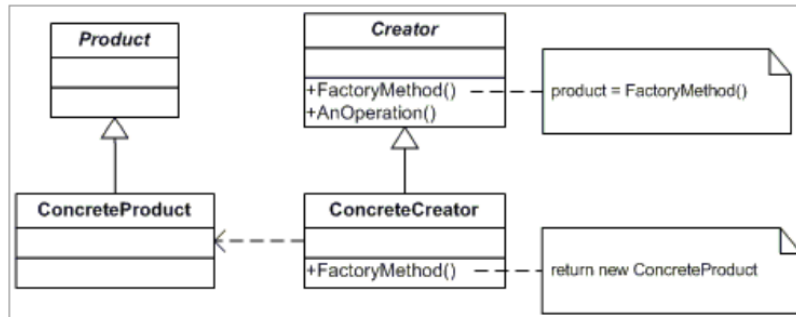 Product
Creator
+FactoryMethod()
+AnOperation()
product = FactoryMethod()
ConcreteProduct
ConcreteCreator
+FactoryMethod()
return new ConcreteProduct